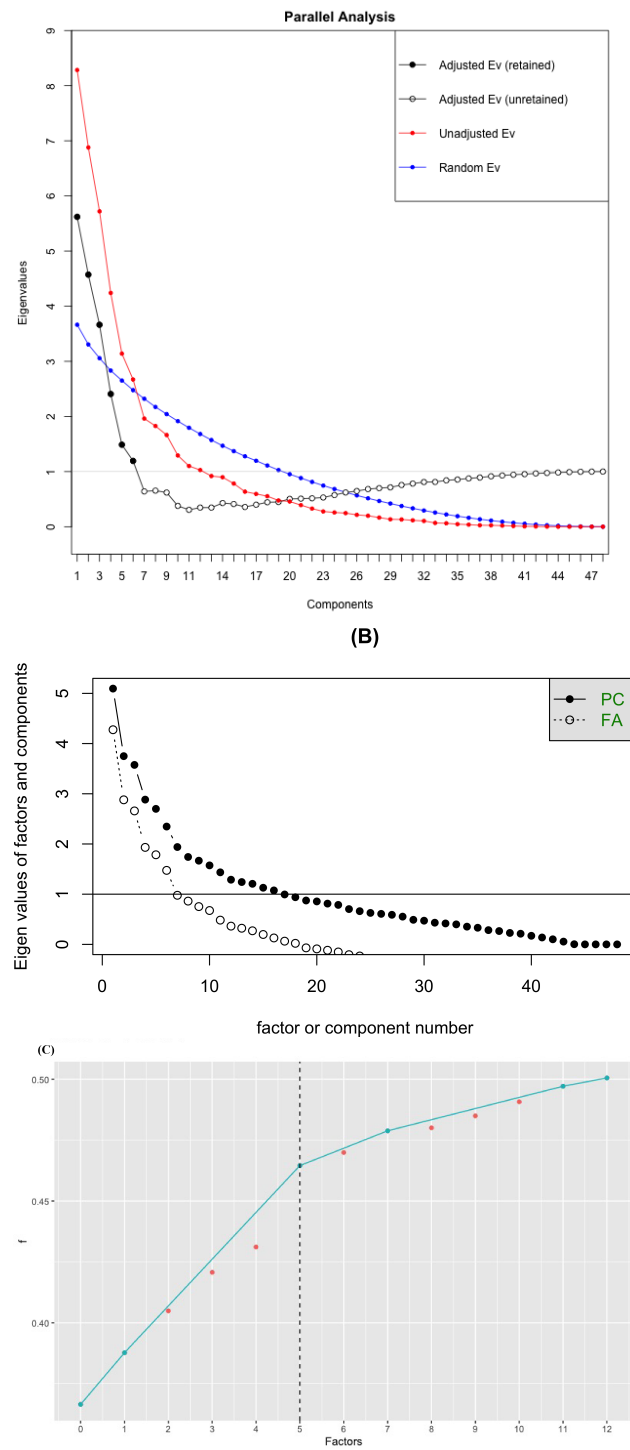 Parallel Analysis
9
8
7
6
5
4
3
2
1
0
Eigenvalues
Adjusted Ev (retained)
Adjusted Ev (unretained)
Unadjusted Ev
Random Ev
1 3 5 7 9 11 14 17 20 23 26 29 32 35 38 41 44 47
Components
(B)
5
4
3
2
1
0
Eigen values of factors and components
PC
FA
0 10 20 30 40
factor or component number
(C)
0.50
0.45
0.40
f
0 1 2 3 4 5 6 7 8 9 10 11 12
Factors